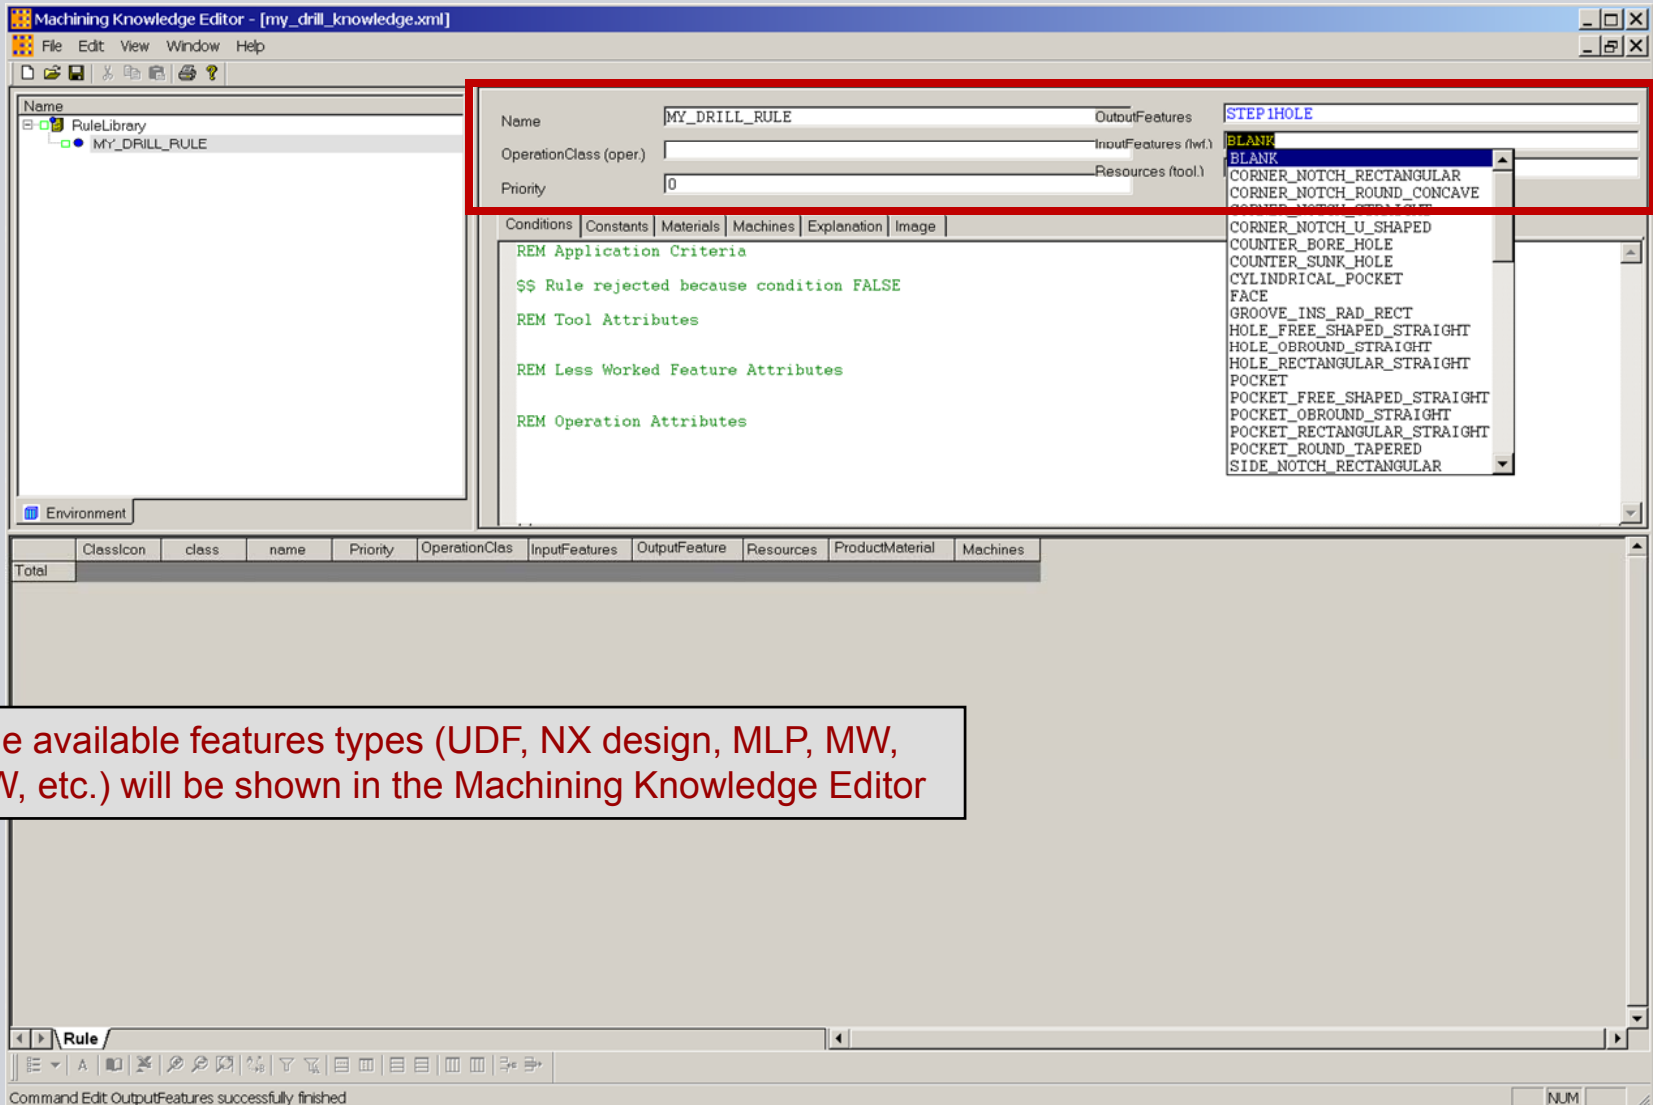 Machining Knowledge Editor - [my_drill_knowledge.xml]
File Edit View Window Help
Name
RuleLibrary
MY_DRILL_RULE
Environment
Name MY_DRILL_RULE
OperationClass (oper.)
Priority 0
OutputFeatures STEP1HOLE
InputFeatures (lwf.) BLANK
Resources (tool.)
BLANK
CORNER_NOTCH_RECTANGULAR
CORNER_NOTCH_ROUND_CONCAVE
CORNER_NOTCH_STRAIGHT
CORNER_NOTCH_U_SHAPED
COUNTER_BORE_HOLE
COUNTER_SUNK_HOLE
CYLINDRICAL_POCKET
FACE
GROOVE_INS_RAD_RECT
HOLE_FREE_SHAPED_STRAIGHT
HOLE_OBROUND_STRAIGHT
HOLE_RECTANGULAR_STRAIGHT
POCKET
POCKET_FREE_SHAPED_STRAIGHT
POCKET_OBROUND_STRAIGHT
POCKET_RECTANGULAR_STRAIGHT
POCKET_ROUND_TAPERED
SIDE_NOTCH_RECTANGULAR
Conditions Constants Materials Machines Explanation Image
REM Application Criteria
$$ Rule rejected because condition FALSE
REM Tool Attributes
REM Less Worked Feature Attributes
REM Operation Attributes
ClassIcon class name Priority OperationClas InputFeatures OutputFeature Resources ProductMaterial Machines
Total
e available features types (UDF, NX design, MLP, MW,
W, etc.) will be shown in the Machining Knowledge Editor
Rule
Command Edit OutputFeatures successfully finished
NUM